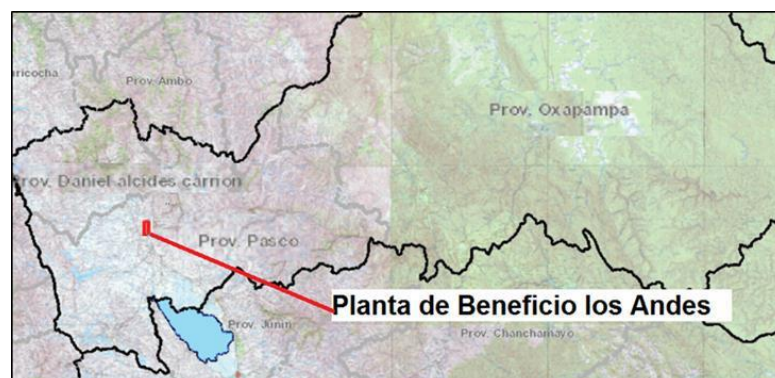 uricocha
Prov. Ambo
Prov. Oxapampa
Prov. Daniel alcides carrion
Prov. Pasco
Planta de Beneficio los Andes
Prov. Junin
Prov. Chanchamayo